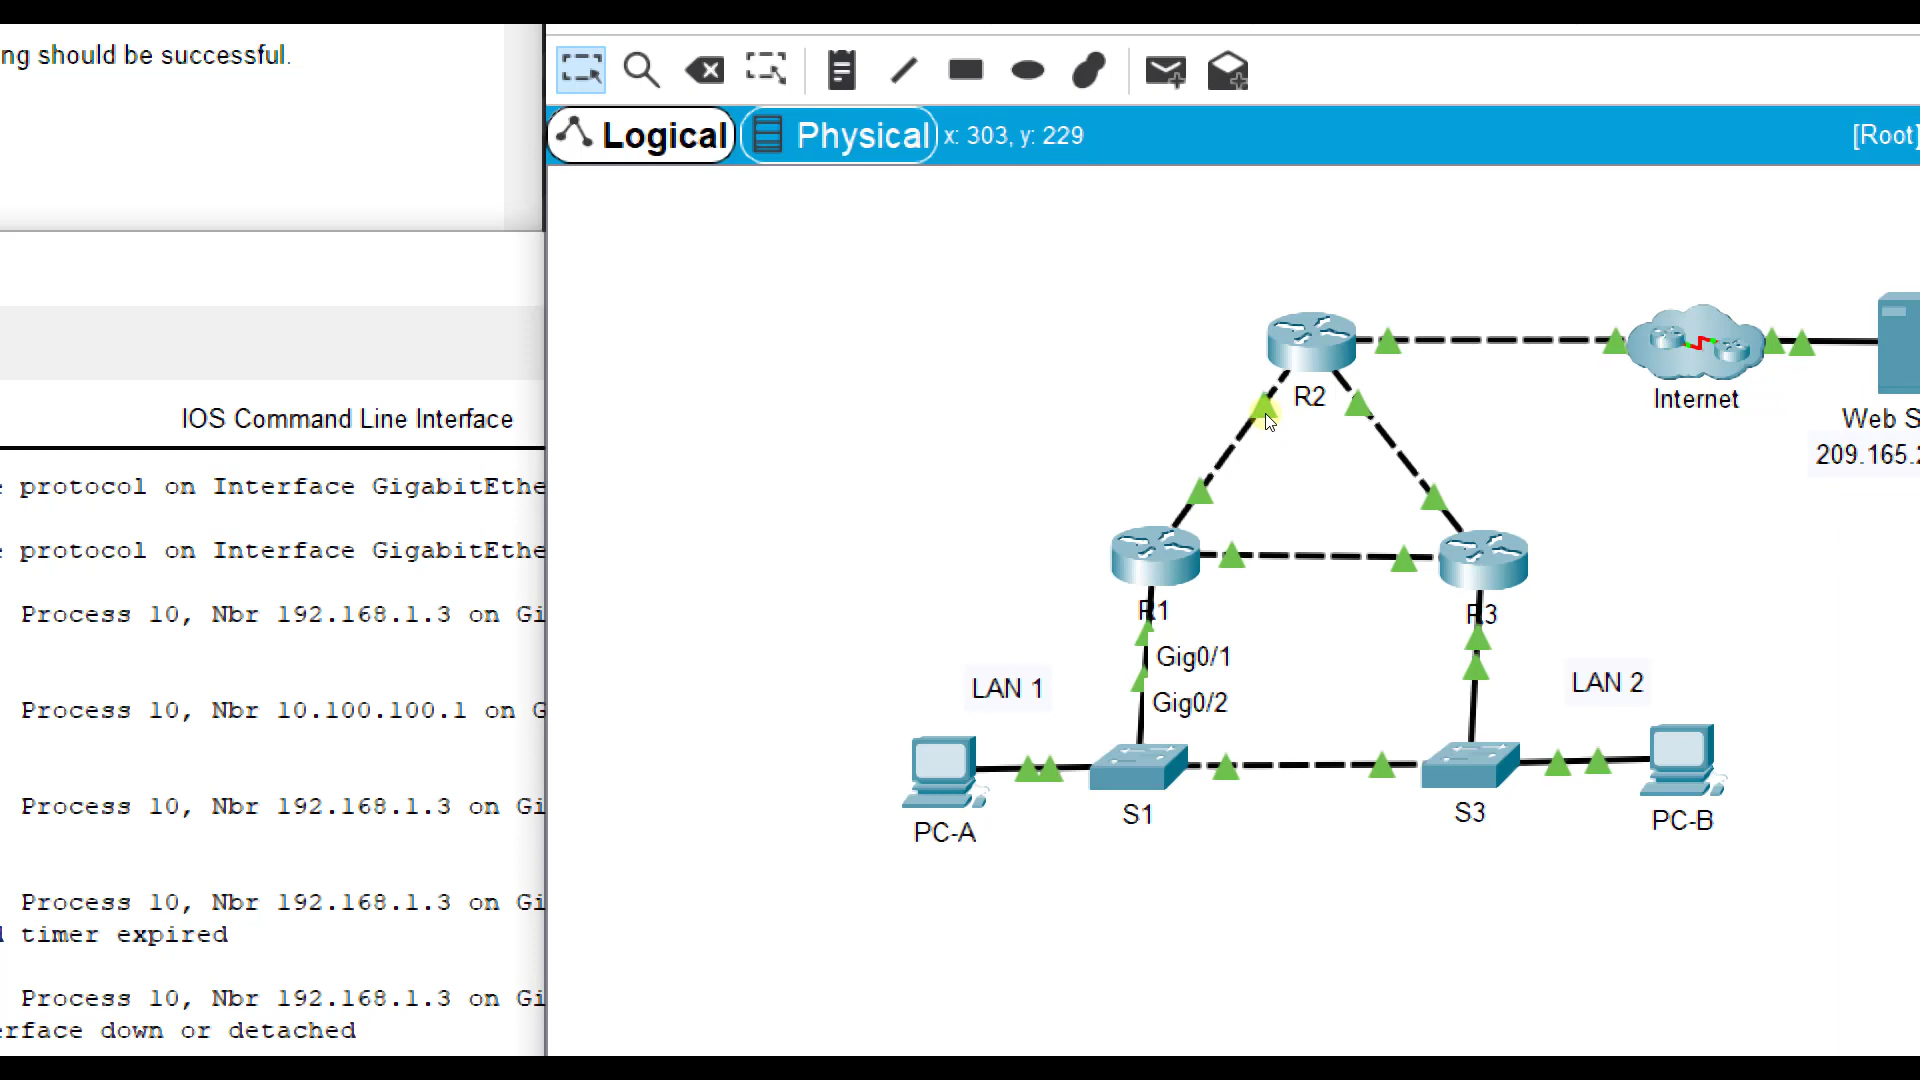 ng should be successful.
Logical
Physical
x: 303, y: 229
[Root]
IOS Command Line Interface
protocol on Interface GigabitEthe
protocol on Interface GigabitEthe
Process 10, Nbr 192.168.1.3 on Gi
Process 10, Nbr 10.100.100.1 on G
Process 10, Nbr 192.168.1.3 on Gi
Process 10, Nbr 192.168.1.3 on Gi
timer expired
Process 10, Nbr 192.168.1.3 on Gi
erface down or detached
R2
Internet
Web S
209.165.2
R1
R3
Gig0/1
Gig0/2
LAN 1
LAN 2
PC-A
S1
S3
PC-B